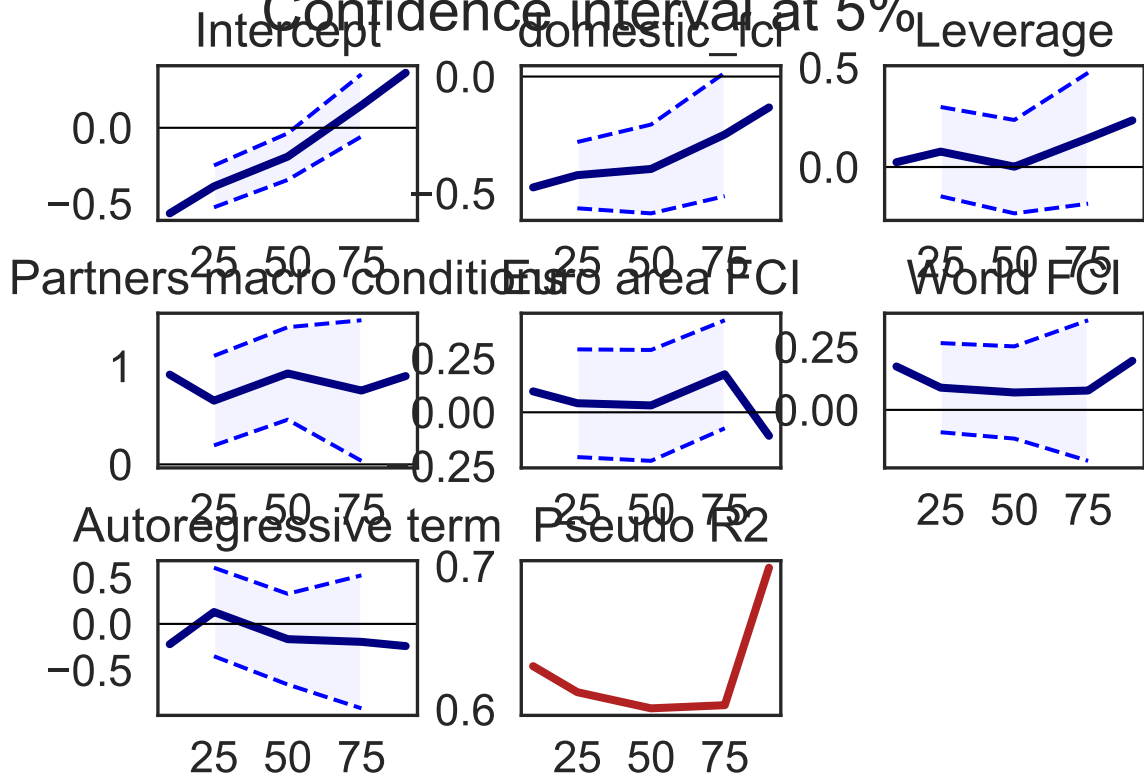 Confidence interval at 5%
Intercept
domestic_fci
Leverage
0.0
−0.5
25 50 75
0.0
−0.5
25 50 75
0.5
0.0
25 50 75
Partners macro conditions
Euro area FCI
World FCI
1
0
25 50 75
0.25
0.00
−0.25
25 50 75
0.25
0.00
25 50 75
Autoregressive term
Pseudo R2
0.5
0.0
−0.5
25 50 75
0.7
0.6
25 50 75